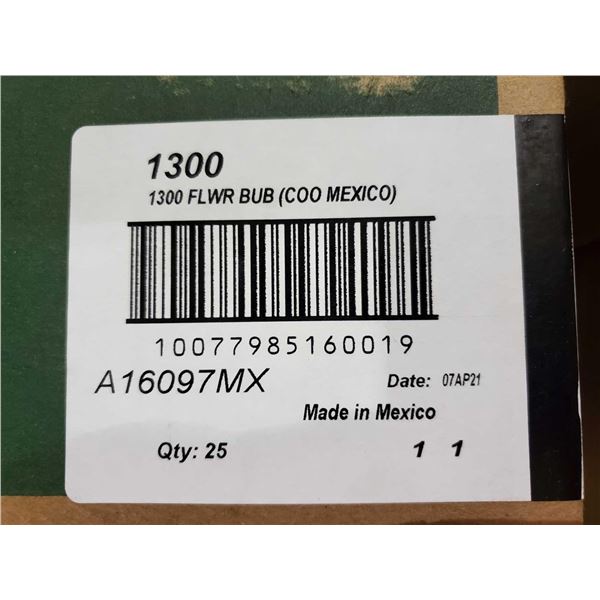 1300
1300 FLWR BUB (COO MEXICO)
10077985160019
A16097MX Date: 07AP21
Made in Mexico
Qty: 25 1 1